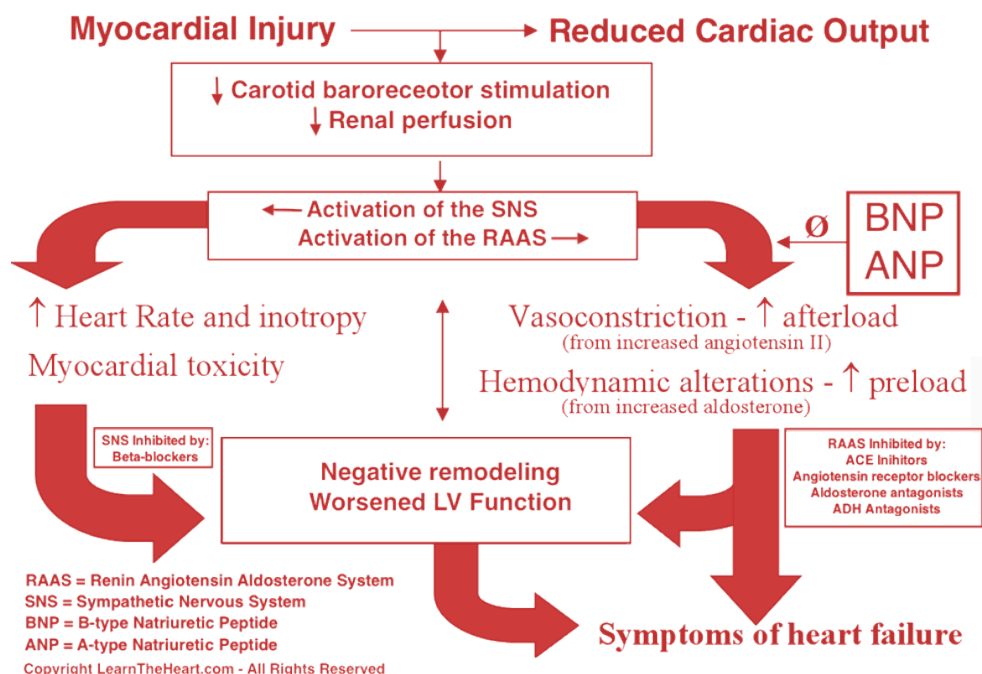 Myocardial Injury
Reduced Cardiac Output
↓ Carotid baroreceotor stimulation
↓ Renal perfusion
← Activation of the SNS
Activation of the RAAS →
Ø
BNP
ANP
↑ Heart Rate and inotropy
Myocardial toxicity
Vasoconstriction - ↑ afterload
(from increased angiotensin II)
Hemodynamic alterations - ↑ preload
(from increased aldosterone)
SNS Inhibited by:
Beta-blockers
Negative remodeling
Worsened LV Function
RAAS Inhibited by:
ACE Inihitors
Angiotensin receptor blockers
Aldosterone antagonists
ADH Antagonists
RAAS = Renin Angiotensin Aldosterone System
SNS = Sympathetic Nervous System
BNP = B-type Natriuretic Peptide
ANP = A-type Natriuretic Peptide
Symptoms of heart failure
Copyright LearnTheHeart.com - All Rights Reserved